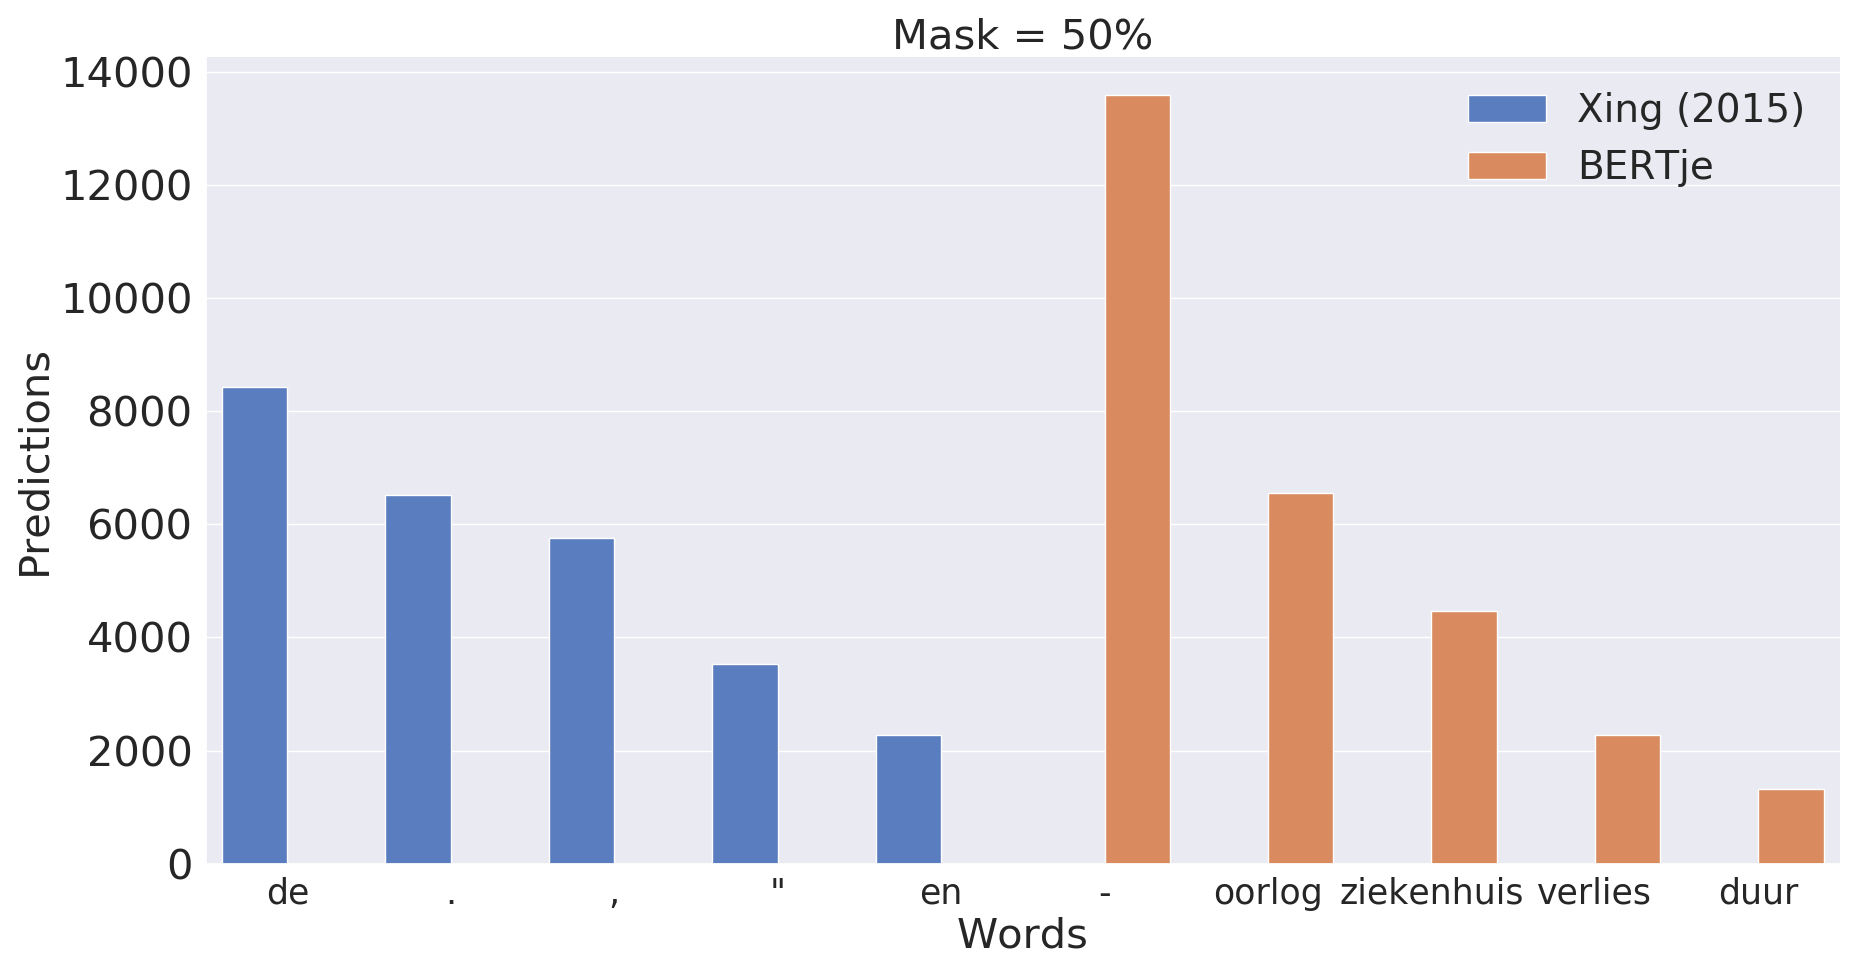 Mask = 50%
14000
12000
10000
8000
6000
4000
2000
0
Predictions
Xing (2015)
BERTje
de . , " en - oorlog ziekenhuis verlies duur
Words